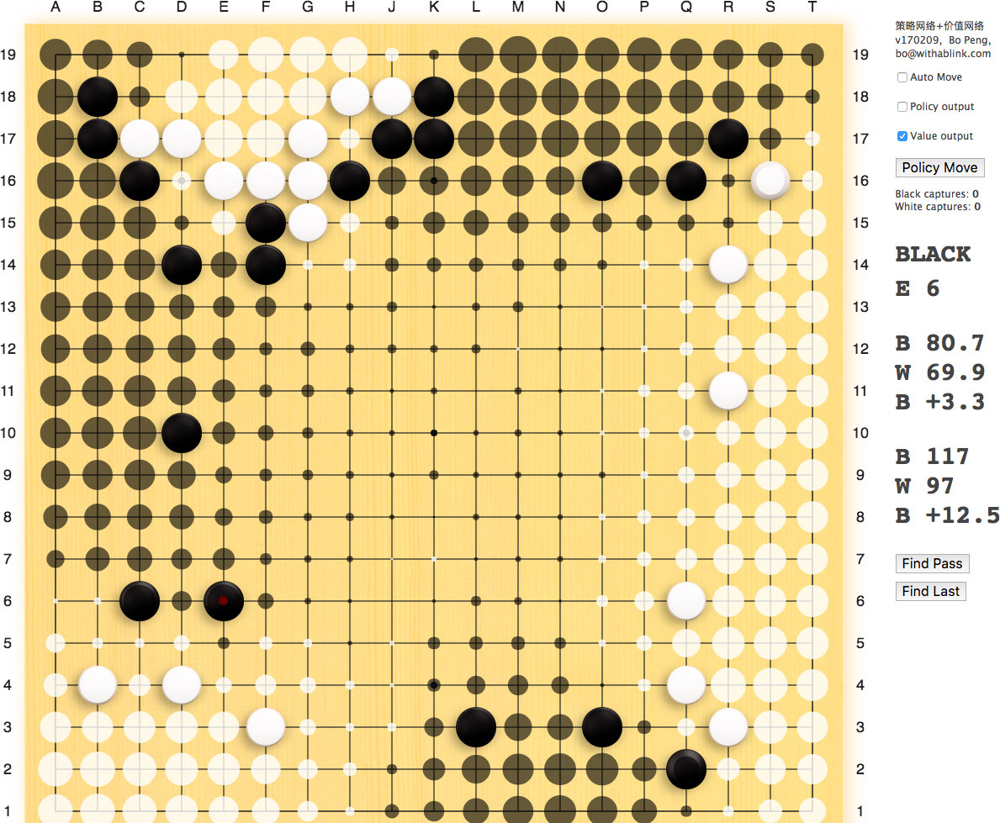 A B C D E F G H J K L M N O P Q R S T
19 19
18 18
17 17
16 16
15 15
14 14
13 13
12 12
11 11
10 10
9 9
8 8
7 7
6 6
5 5
4 4
3 3
2 2
1 1
策略网络+价值网络
v170209, Bo Peng,
bo@withablink.com
Auto Move
Policy output
Value output
Policy Move
Black captures: 0
White captures: 0
BLACK
E 6
B 80.7
W 69.9
B +3.3
B 117
W 97
B +12.5
Find Pass
Find Last